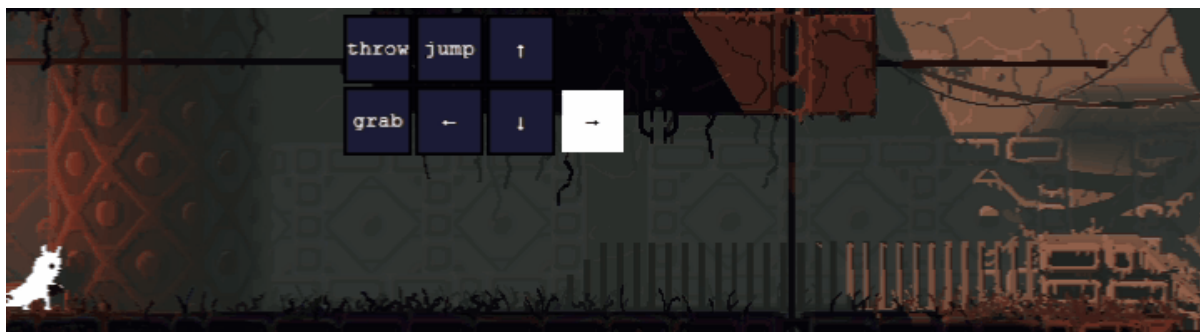 throw jump ↑
grab ← ↓ →